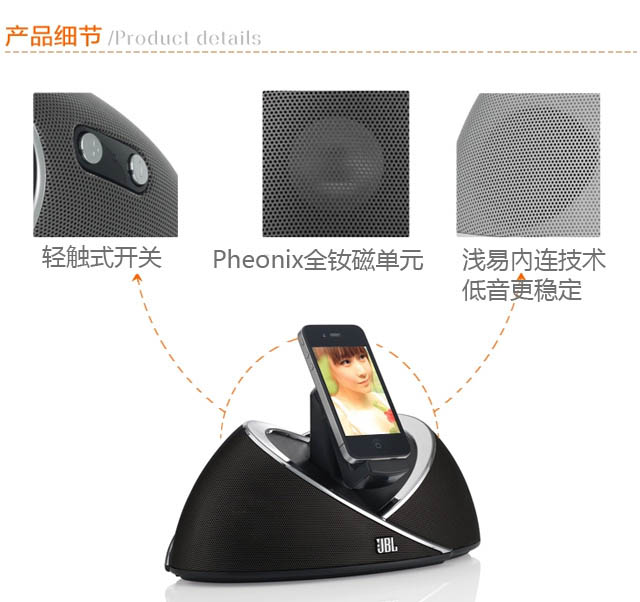 产品细节 /Product details
轻触式开关
Pheonix全钕磁单元
浅易内连技术
低音更稳定
JBL